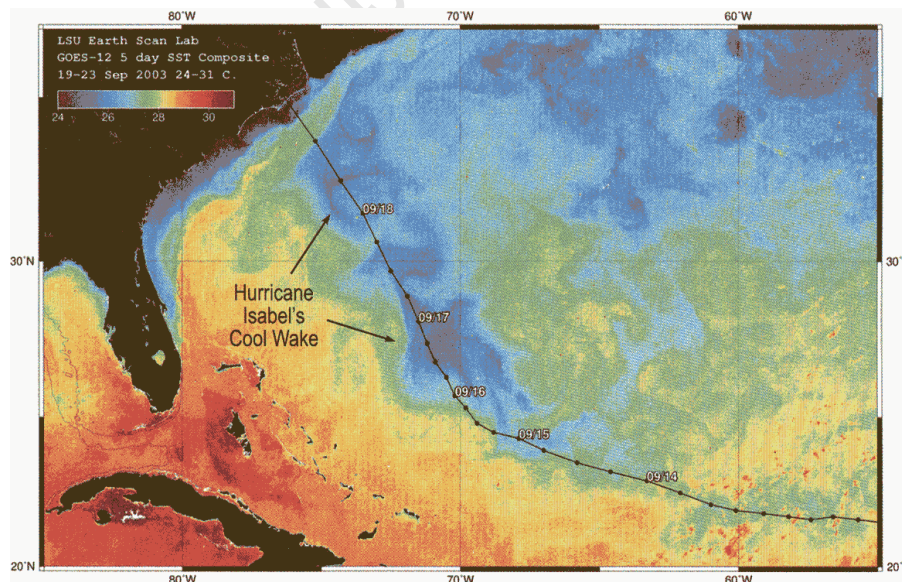 80°W 70°W 60°W
LSU Earth Scan Lab
GOES-12 5 day SST Composite
19-23 Sep 2003 24-31 C.
24 26 28 30
09/18
30°N 30°N
Hurricane
Isabel's
Cool Wake
09/17
09/16
09/15
09/14
20°N 20°N
80°W 70°W 60°W